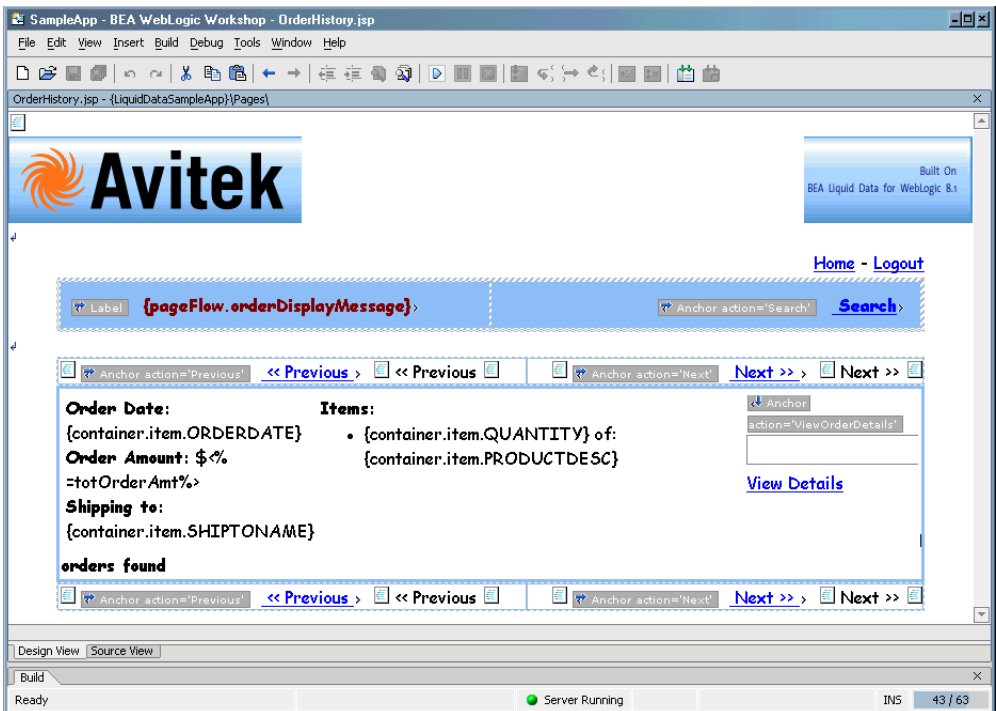 SampleApp - BEA WebLogic Workshop - OrderHistory.jsp
File Edit View Insert Build Debug Tools Window Help
OrderHistory.jsp - {LiquidDataSampleApp}\Pages\
Avitek
Built On
BEA Liquid Data for WebLogic 8.1
Home - Logout
Label {pageFlow.orderDisplayMessage} Anchor action='Search' Search
Anchor action='Previous' << Previous << Previous Anchor action='Next' Next >> Next >>
Order Date: Items: Anchor
{container.item.ORDERDATE} • {container.item.QUANTITY} of: action='ViewOrderDetails'
Order Amount: $<% {container.item.PRODUCTDESC}
=totOrderAmt%> View Details
Shipping to:
{container.item.SHIPTONAME}
orders found
Anchor action='Previous' << Previous << Previous Anchor action='Next' Next >> Next >>
Design View Source View
Build
Ready Server Running INS 43 / 63